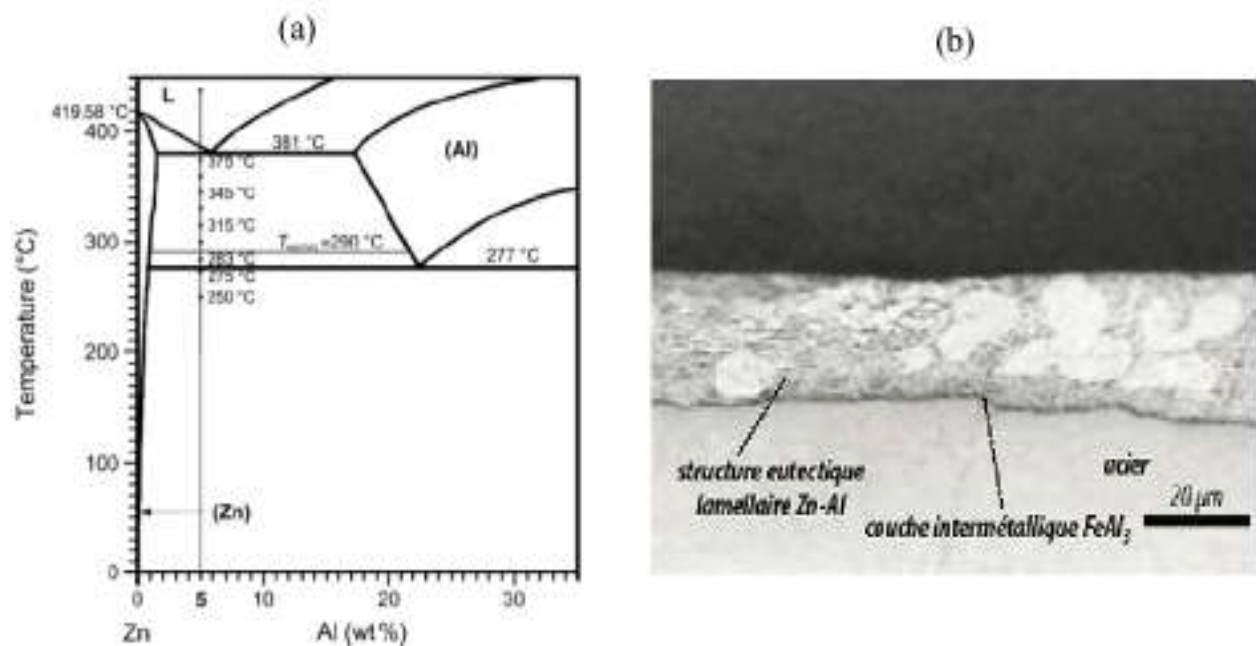 (a)
(b)
L
419.58 °C
400
381 °C
(Al)
375 °C
345 °C
315 °C
300
=290 °C
283 °C
277 °C
275 °C
250 °C
200
Temperature (°C)
100
(Zn)
0
0 5 10 20 30
Zn Al (wt%)
structure eutectique
lamellaire Zn-Al
acier
20 µm
couche intermétallique FeAl₃